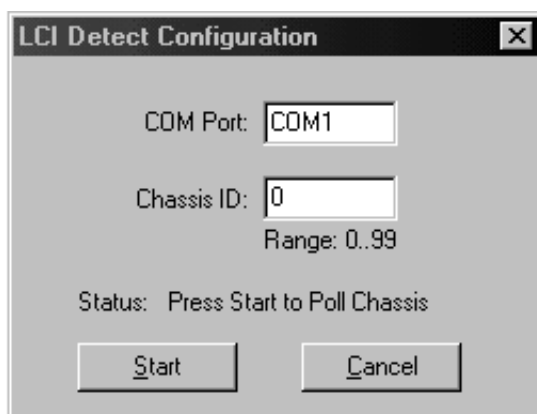 LCI Detect Configuration
COM Port: COM1
Chassis ID: 0
Range: 0..99
Status: Press Start to Poll Chassis
Start Cancel